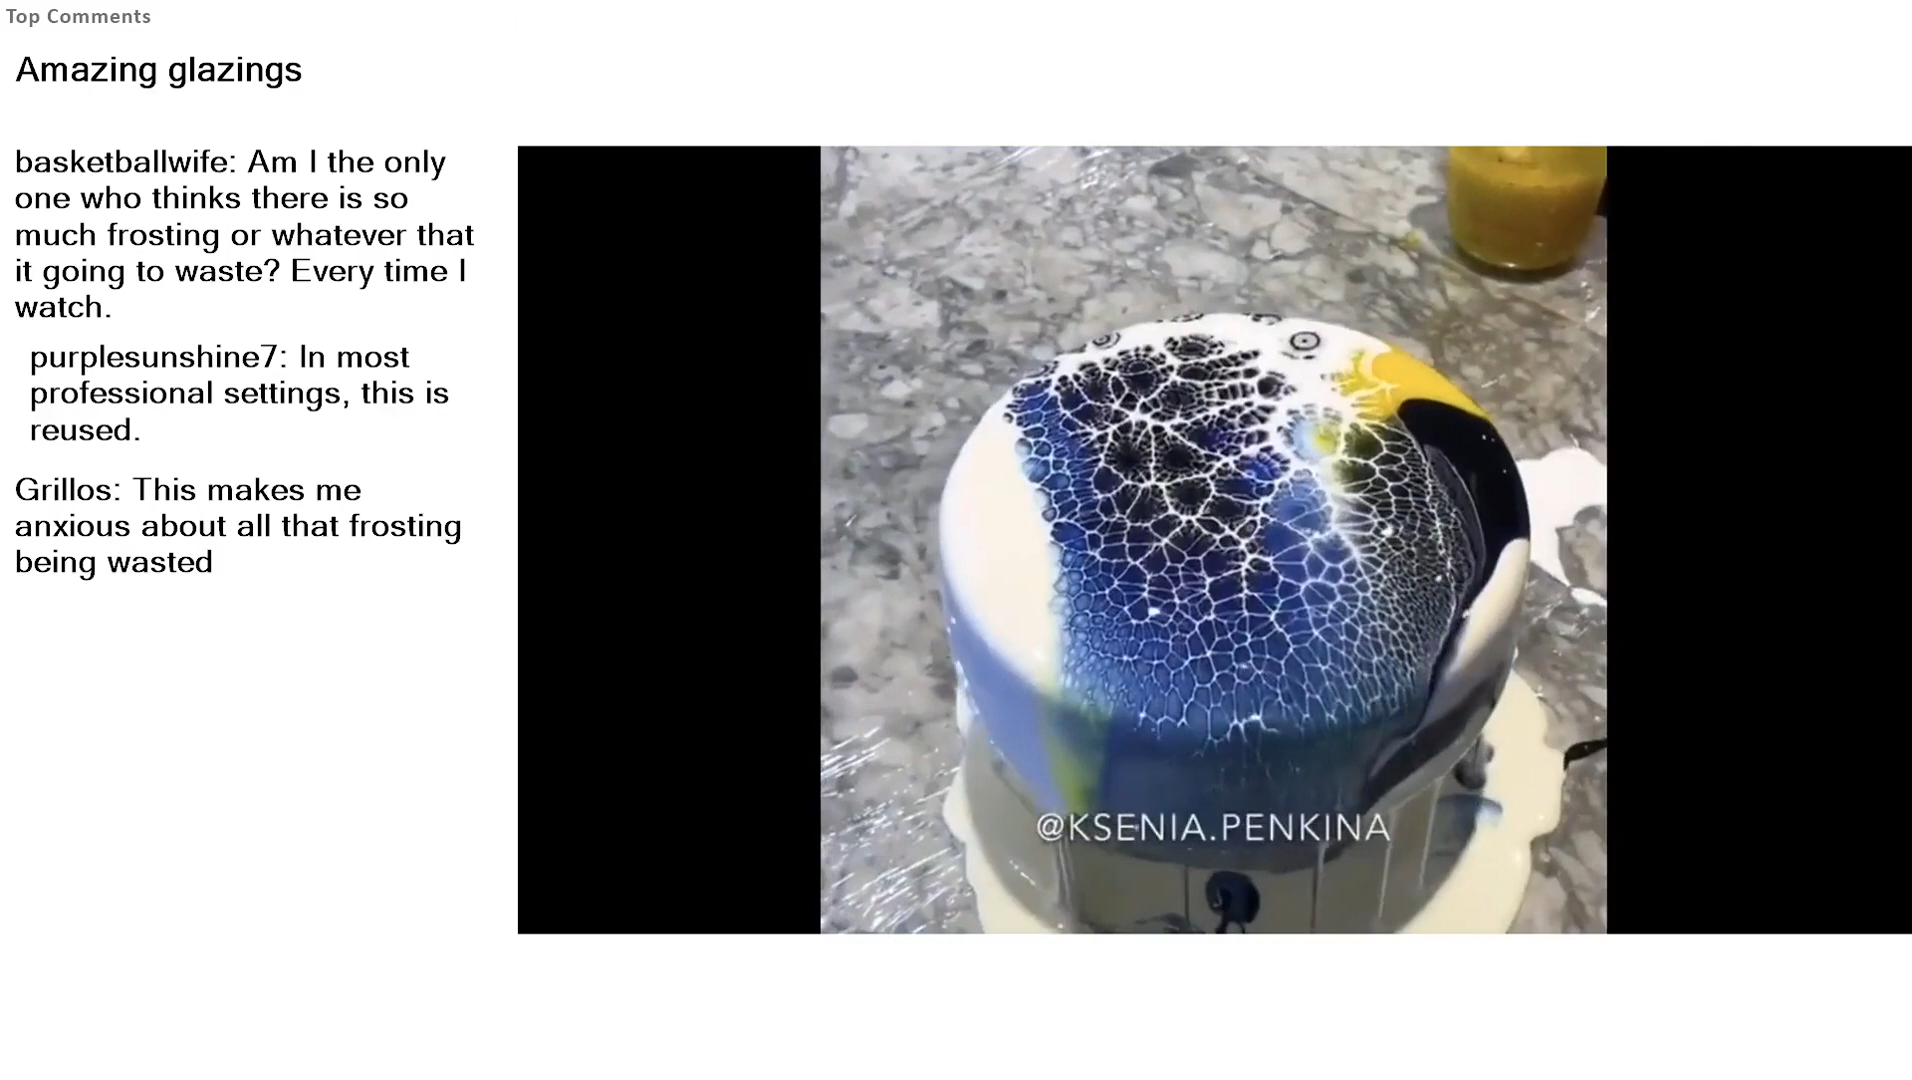 Top Comments
Amazing glazings
basketballwife: Am I the only
one who thinks there is so
much frosting or whatever that
it going to waste? Every time I
watch.
purplesunshine7: In most
professional settings, this is
reused.
Grillos: This makes me
anxious about all that frosting
being wasted
@KSENIA.PENKINA